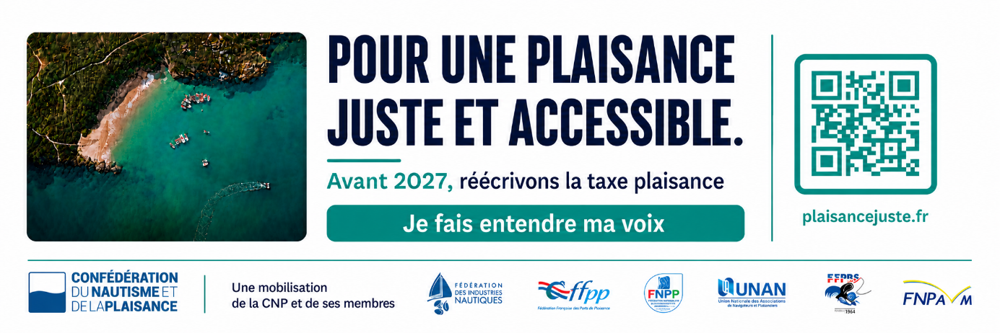 POUR UNE PLAISANCE
JUSTE ET ACCESSIBLE.
Avant 2027, réécrivons la taxe plaisance
Je fais entendre ma voix
plaisancejuste.fr
CONFÉDÉRATION
DU NAUTISME ET
DE LA PLAISANCE
Une mobilisation
de la CNP et de ses membres
FÉDÉRATION
DES INDUSTRIES
NAUTIQUES
ffpp
Fédération Française des Ports de Plaisance
FNPP
UNAN
Union Nationale des Associations
de Navigateurs et Plaisanciers
FFPRS
1964
FNPAM